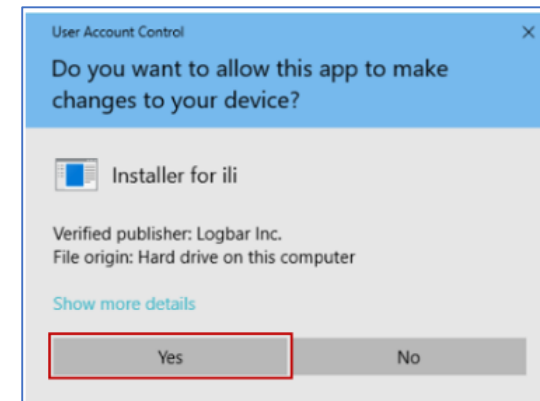 User Account Control
Do you want to allow this app to make
changes to your device?
Installer for ili
Verified publisher: Logbar Inc.
File origin: Hard drive on this computer
Show more details
Yes No